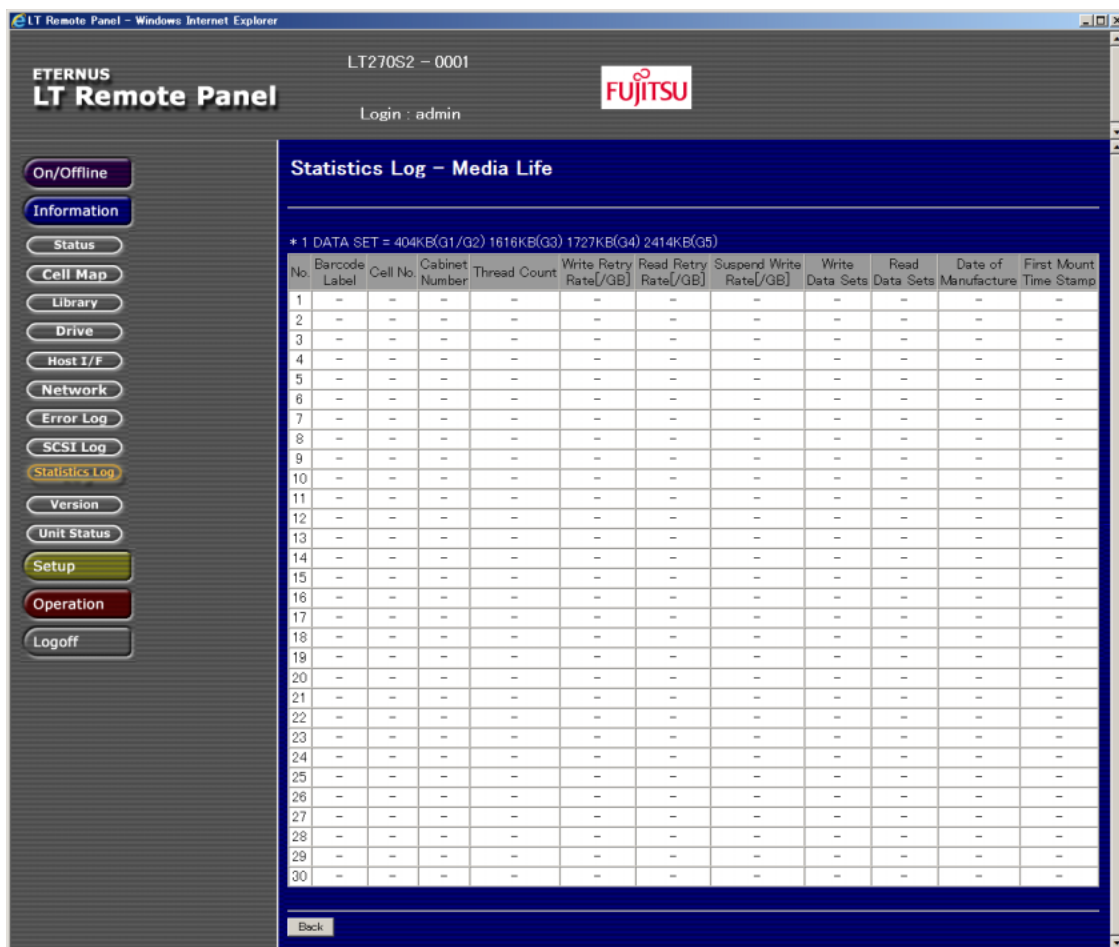 LT Remote Panel - Windows Internet Explorer
ETERNUS
LT Remote Panel
LT270S2 - 0001
Login : admin
FUJITSU
On/Offline
Information
Status
Cell Map
Library
Drive
Host I/F
Network
Error Log
SCSI Log
Statistics Log
Version
Unit Status
Setup
Operation
Logoff
Statistics Log - Media Life
* 1 DATA SET = 404KB(G1/G2) 1616KB(G3) 1727KB(G4) 2414KB(G5)
No. Barcode Label Cell No. Cabinet Number Thread Count Write Retry Rate[/GB] Read Retry Rate[/GB] Suspend Write Rate[/GB] Write Data Sets Read Data Sets Date of Manufacture First Mount Time Stamp
1 - - - - - - - - - - -
2 - - - - - - - - - - -
3 - - - - - - - - - - -
4 - - - - - - - - - - -
5 - - - - - - - - - - -
6 - - - - - - - - - - -
7 - - - - - - - - - - -
8 - - - - - - - - - - -
9 - - - - - - - - - - -
10 - - - - - - - - - - -
11 - - - - - - - - - - -
12 - - - - - - - - - - -
13 - - - - - - - - - - -
14 - - - - - - - - - - -
15 - - - - - - - - - - -
16 - - - - - - - - - - -
17 - - - - - - - - - - -
18 - - - - - - - - - - -
19 - - - - - - - - - - -
20 - - - - - - - - - - -
21 - - - - - - - - - - -
22 - - - - - - - - - - -
23 - - - - - - - - - - -
24 - - - - - - - - - - -
25 - - - - - - - - - - -
26 - - - - - - - - - - -
27 - - - - - - - - - - -
28 - - - - - - - - - - -
29 - - - - - - - - - - -
30 - - - - - - - - - - -
Back